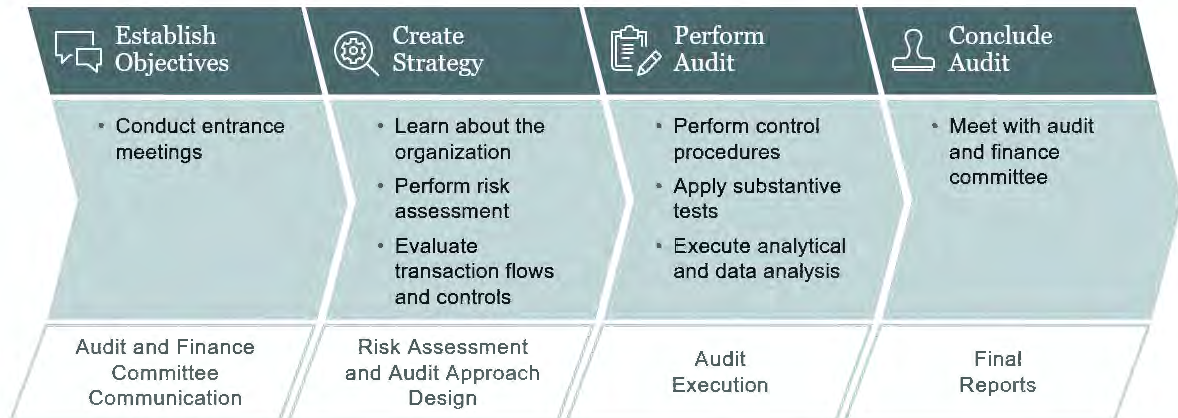 Establish
Objectives
Create
Strategy
Perform
Audit
Conclude
Audit
• Conduct entrance
meetings
• Learn about the
organization
• Perform risk
assessment
• Evaluate
transaction flows
and controls
• Perform control
procedures
• Apply substantive
tests
• Execute analytical
and data analysis
• Meet with audit
and finance
committee
Audit and Finance
Committee
Communication
Risk Assessment
and Audit Approach
Design
Audit
Execution
Final
Reports